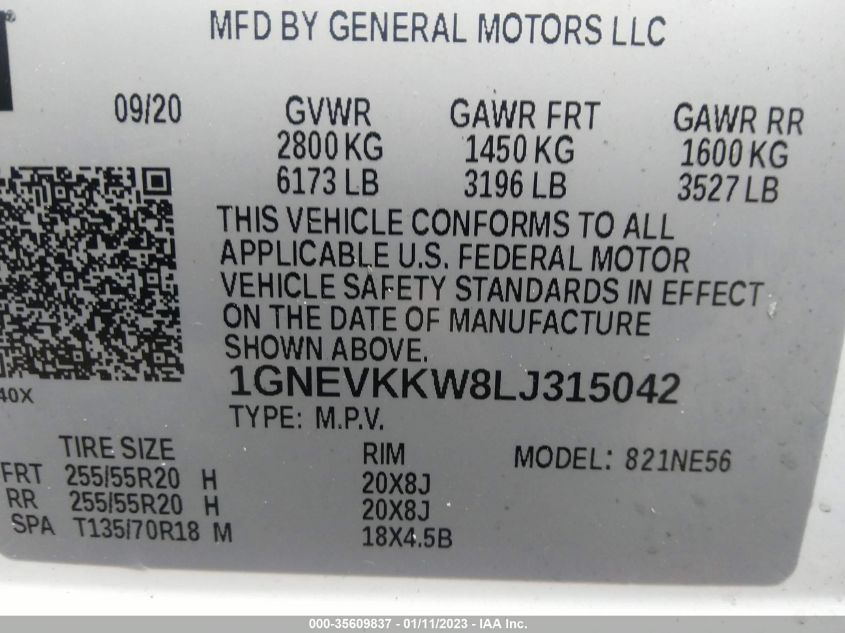 ®
MFD BY GENERAL MOTORS LLC
09/20 GVWR GAWR FRT GAWR RR
2800 KG 1450 KG 1600 KG
6173 LB 3196 LB 3527 LB
THIS VEHICLE CONFORMS TO ALL
APPLICABLE U.S. FEDERAL MOTOR
VEHICLE SAFETY STANDARDS IN EFFECT
ON THE DATE OF MANUFACTURE
SHOWN ABOVE.
40X
1GNEVKKW8LJ315042
TYPE: M.P.V.
TIRE SIZE RIM MODEL: 821NE56
FRT 255/55R20 H 20X8J
RR 255/55R20 H 20X8J
SPA T135/70R18 M 18X4.5B
000-35609837 - 01/11/2023 - IAA Inc.